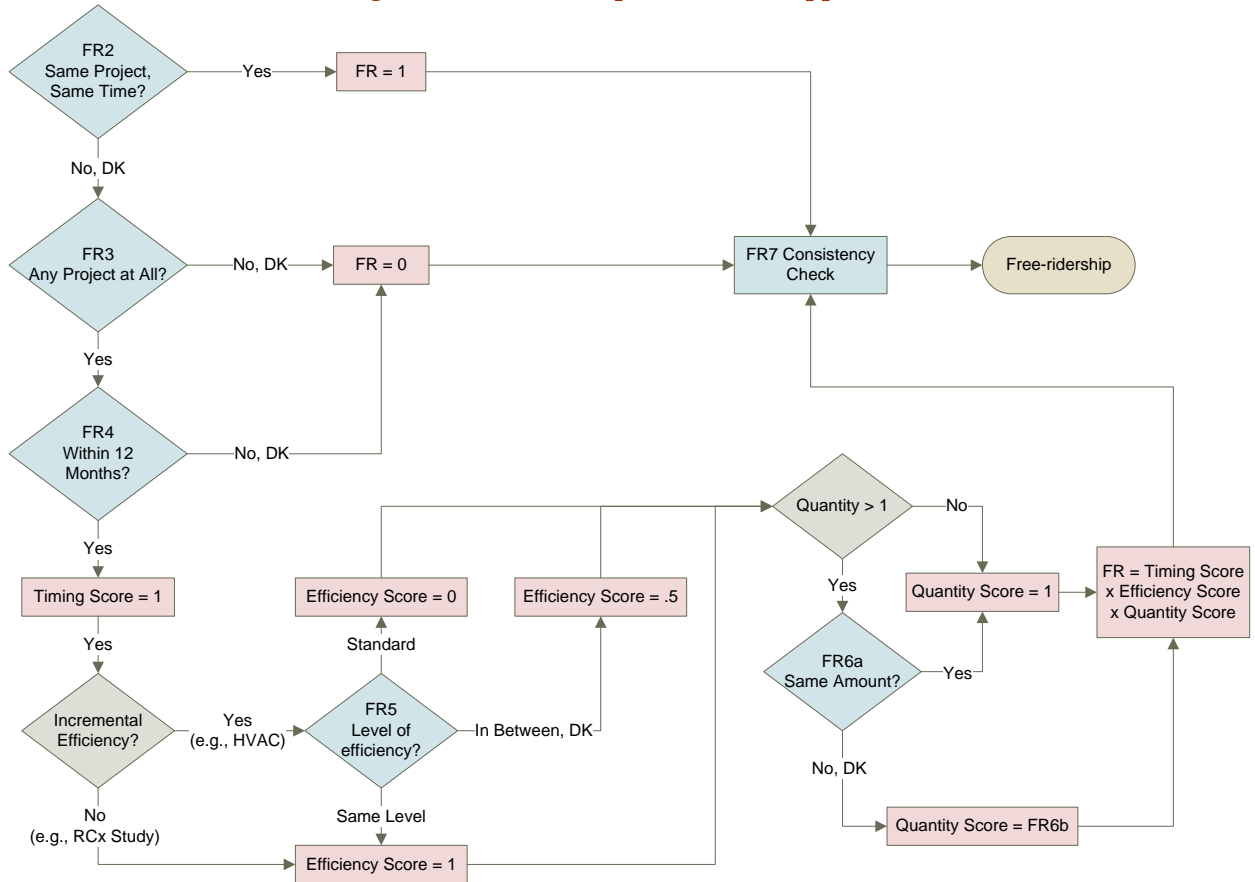 FR2
Same Project,
Same Time?
Yes
FR = 1
No, DK
FR3
Any Project at All?
No, DK
FR = 0
FR7 Consistency
Check
Free-ridership
Yes
FR4
Within 12
Months?
No, DK
Yes
Timing Score = 1
Yes
Incremental
Efficiency?
Yes
(e.g., HVAC)
No
(e.g., RCx Study)
FR5
Level of
efficiency?
Standard
Efficiency Score = 0
In Between, DK
Efficiency Score = .5
Same Level
Efficiency Score = 1
Quantity > 1
No
Yes
Quantity Score = 1
FR6a
Same Amount?
Yes
No, DK
Quantity Score = FR6b
FR = Timing Score
x Efficiency Score
x Quantity Score